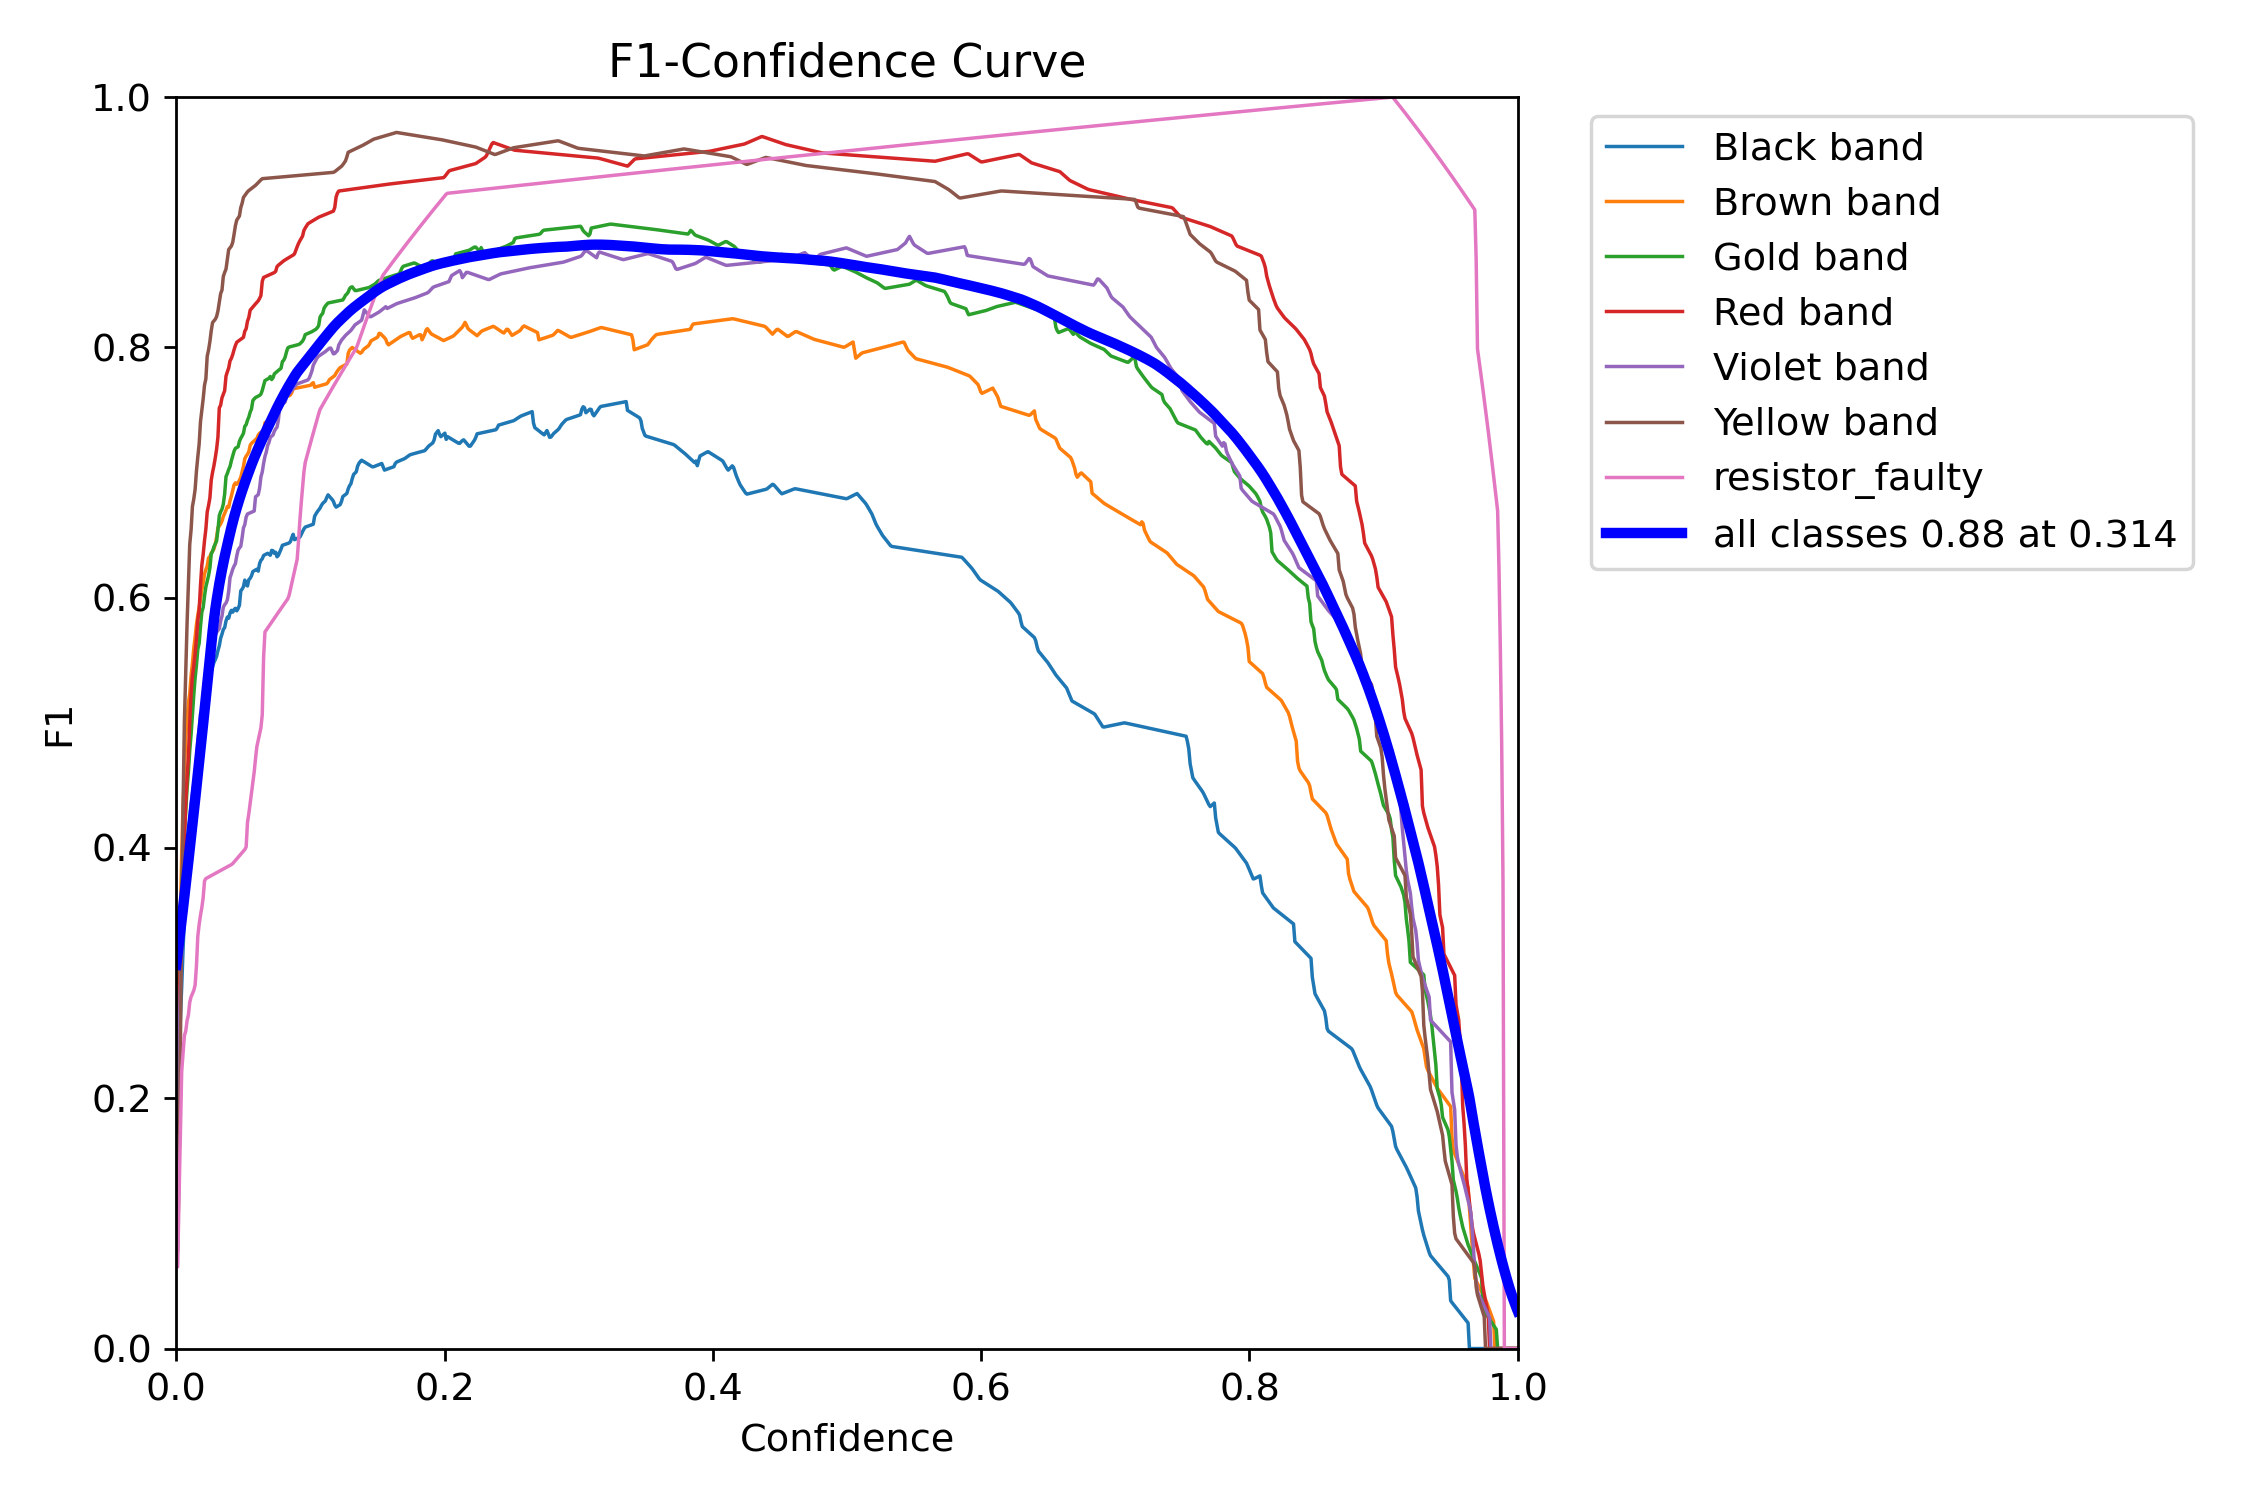 F1-Confidence Curve
1.0
0.8
0.6
0.4
0.2
0.0
F1
0.0 0.2 0.4 0.6 0.8 1.0
Confidence
Black band
Brown band
Gold band
Red band
Violet band
Yellow band
resistor_faulty
all classes 0.88 at 0.314